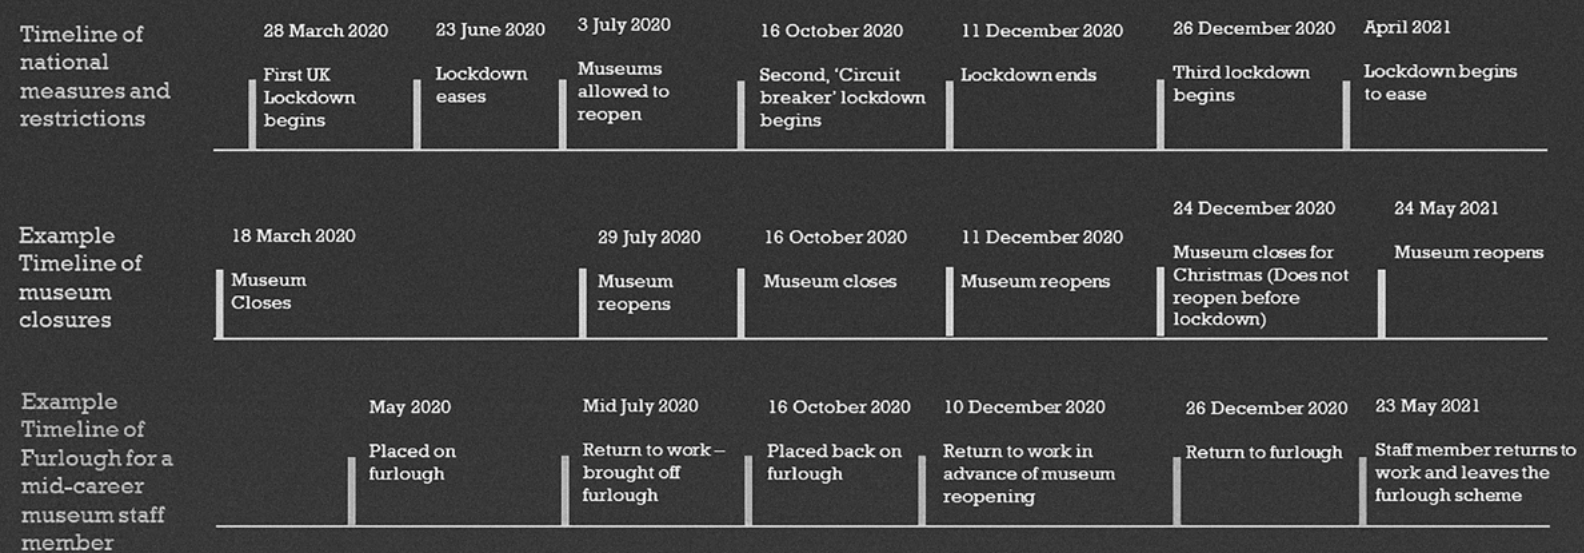 Timeline of
national
measures and
restrictions
28 March 2020
First UK
Lockdown
begins
23 June 2020
Lockdown
eases
3 July 2020
Museums
allowed to
reopen
16 October 2020
Second, ‘Circuit
breaker’ lockdown
begins
11 December 2020
Lockdown ends
26 December 2020
Third lockdown
begins
April 2021
Lockdown begins
to ease
Example
Timeline of
museum
closures
18 March 2020
Museum
Closes
29 July 2020
Museum
reopens
16 October 2020
Museum closes
11 December 2020
Museum reopens
24 December 2020
Museum closes for
Christmas (Does not
reopen before
lockdown)
24 May 2021
Museum reopens
Example
Timeline of
Furlough for a
mid-career
museum staff
member
May 2020
Placed on
furlough
Mid July 2020
Return to work –
brought off
furlough
16 October 2020
Placed back on
furlough
10 December 2020
Return to work in
advance of museum
reopening
26 December 2020
Return to furlough
23 May 2021
Staff member returns to
work and leaves the
furlough scheme